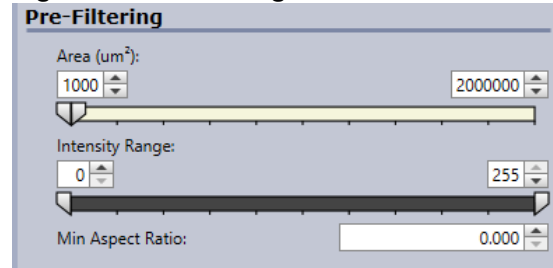 Pre-Filtering
Area (um²):
1000 2000000
Intensity Range:
0 255
Min Aspect Ratio: 0.000